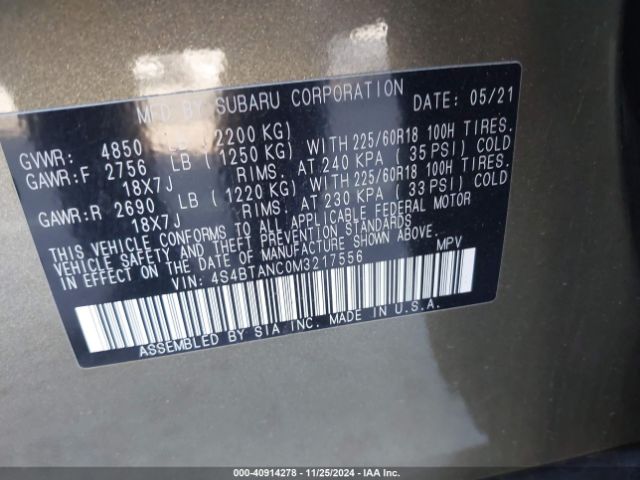 MFD BY SUBARU CORPORATION DATE: 05/21
GVWR: 4850 LB (2200 KG)
GAWR:F 2756 LB (1250 KG) WITH 225/60R18 100H TIRES.
18X7J RIMS. AT 240 KPA (35 PSI) COLD
GAWR:R 2690 LB (1220 KG) WITH 225/60R18 100H TIRES.
18X7J RIMS. AT 230 KPA (33 PSI) COLD
THIS VEHICLE CONFORMS TO ALL APPLICABLE FEDERAL MOTOR
VEHICLE SAFETY AND THEFT PREVENTION STANDARDS
IN EFFECT ON THE DATE OF MANUFACTURE SHOWN ABOVE.
VIN: 4S4BTANC0M3217556 MPV
ASSEMBLED BY SIA INC. MADE IN U.S.A.
000-40914278 - 11/25/2024 - IAA Inc.